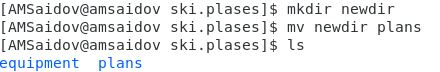 [AMSaidov@amsaidov ski.plases]$ mkdir newdir
[AMSaidov@amsaidov ski.plases]$ mv newdir plans
[AMSaidov@amsaidov ski.plases]$ ls
equipment  plans